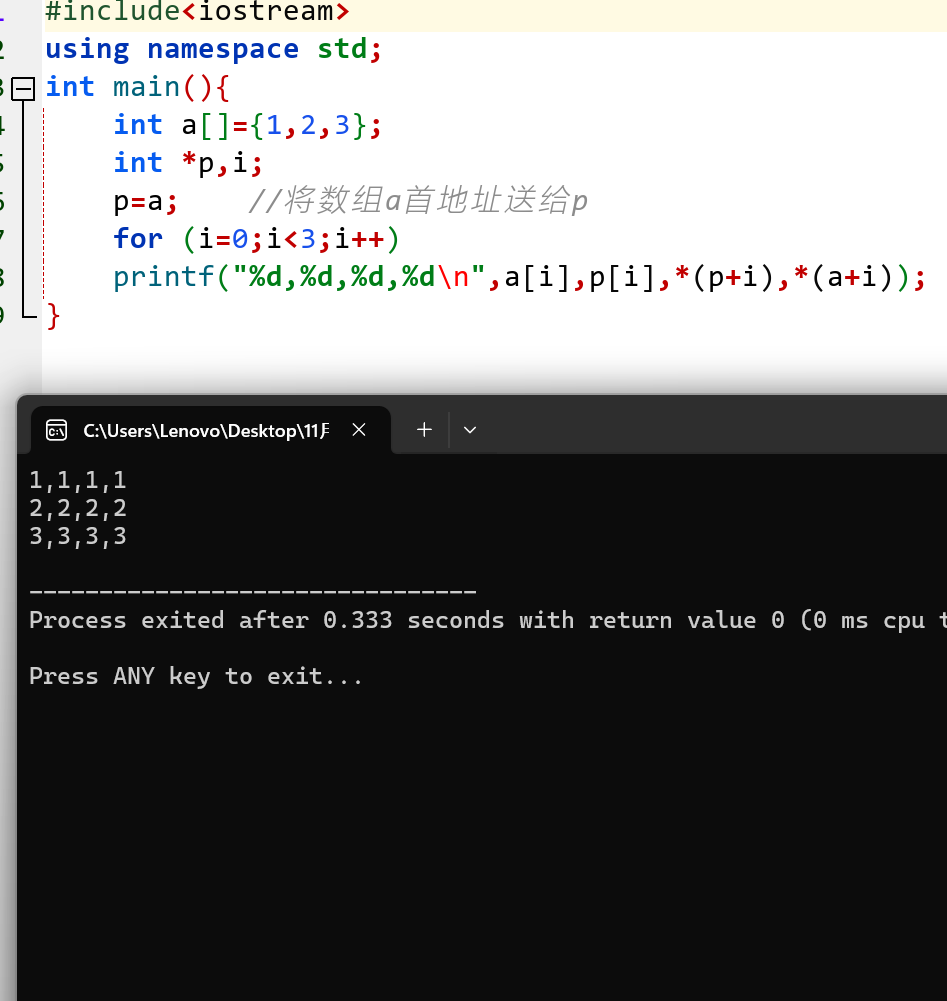 #include<iostream>
using namespace std;
int main(){
int a[]={1,2,3};
int *p,i;
p=a; //将数组a首地址送给p
for (i=0;i<3;i++)
printf("%d,%d,%d,%d\n",a[i],p[i],*(p+i),*(a+i));
}
C:\Users\Lenovo\Desktop\11
1,1,1,1
2,2,2,2
3,3,3,3
--------------------------------
Process exited after 0.333 seconds with return value 0 (0 ms cpu
Press ANY key to exit...